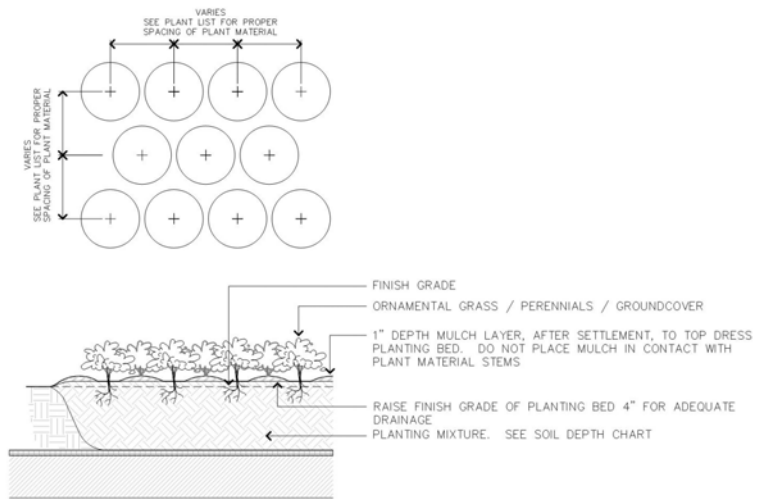 VARIES
SEE PLANT LIST FOR PROPER
SPACING OF PLANT MATERIAL
VARIES
SEE PLANT LIST FOR PROPER
SPACING OF PLANT MATERIAL
FINISH GRADE
ORNAMENTAL GRASS / PERENNIALS / GROUNDCOVER
1" DEPTH MULCH LAYER, AFTER SETTLEMENT, TO TOP DRESS
PLANTING BED. DO NOT PLACE MULCH IN CONTACT WITH
PLANT MATERIAL STEMS
RAISE FINISH GRADE OF PLANTING BED 4" FOR ADEQUATE
DRAINAGE
PLANTING MIXTURE. SEE SOIL DEPTH CHART